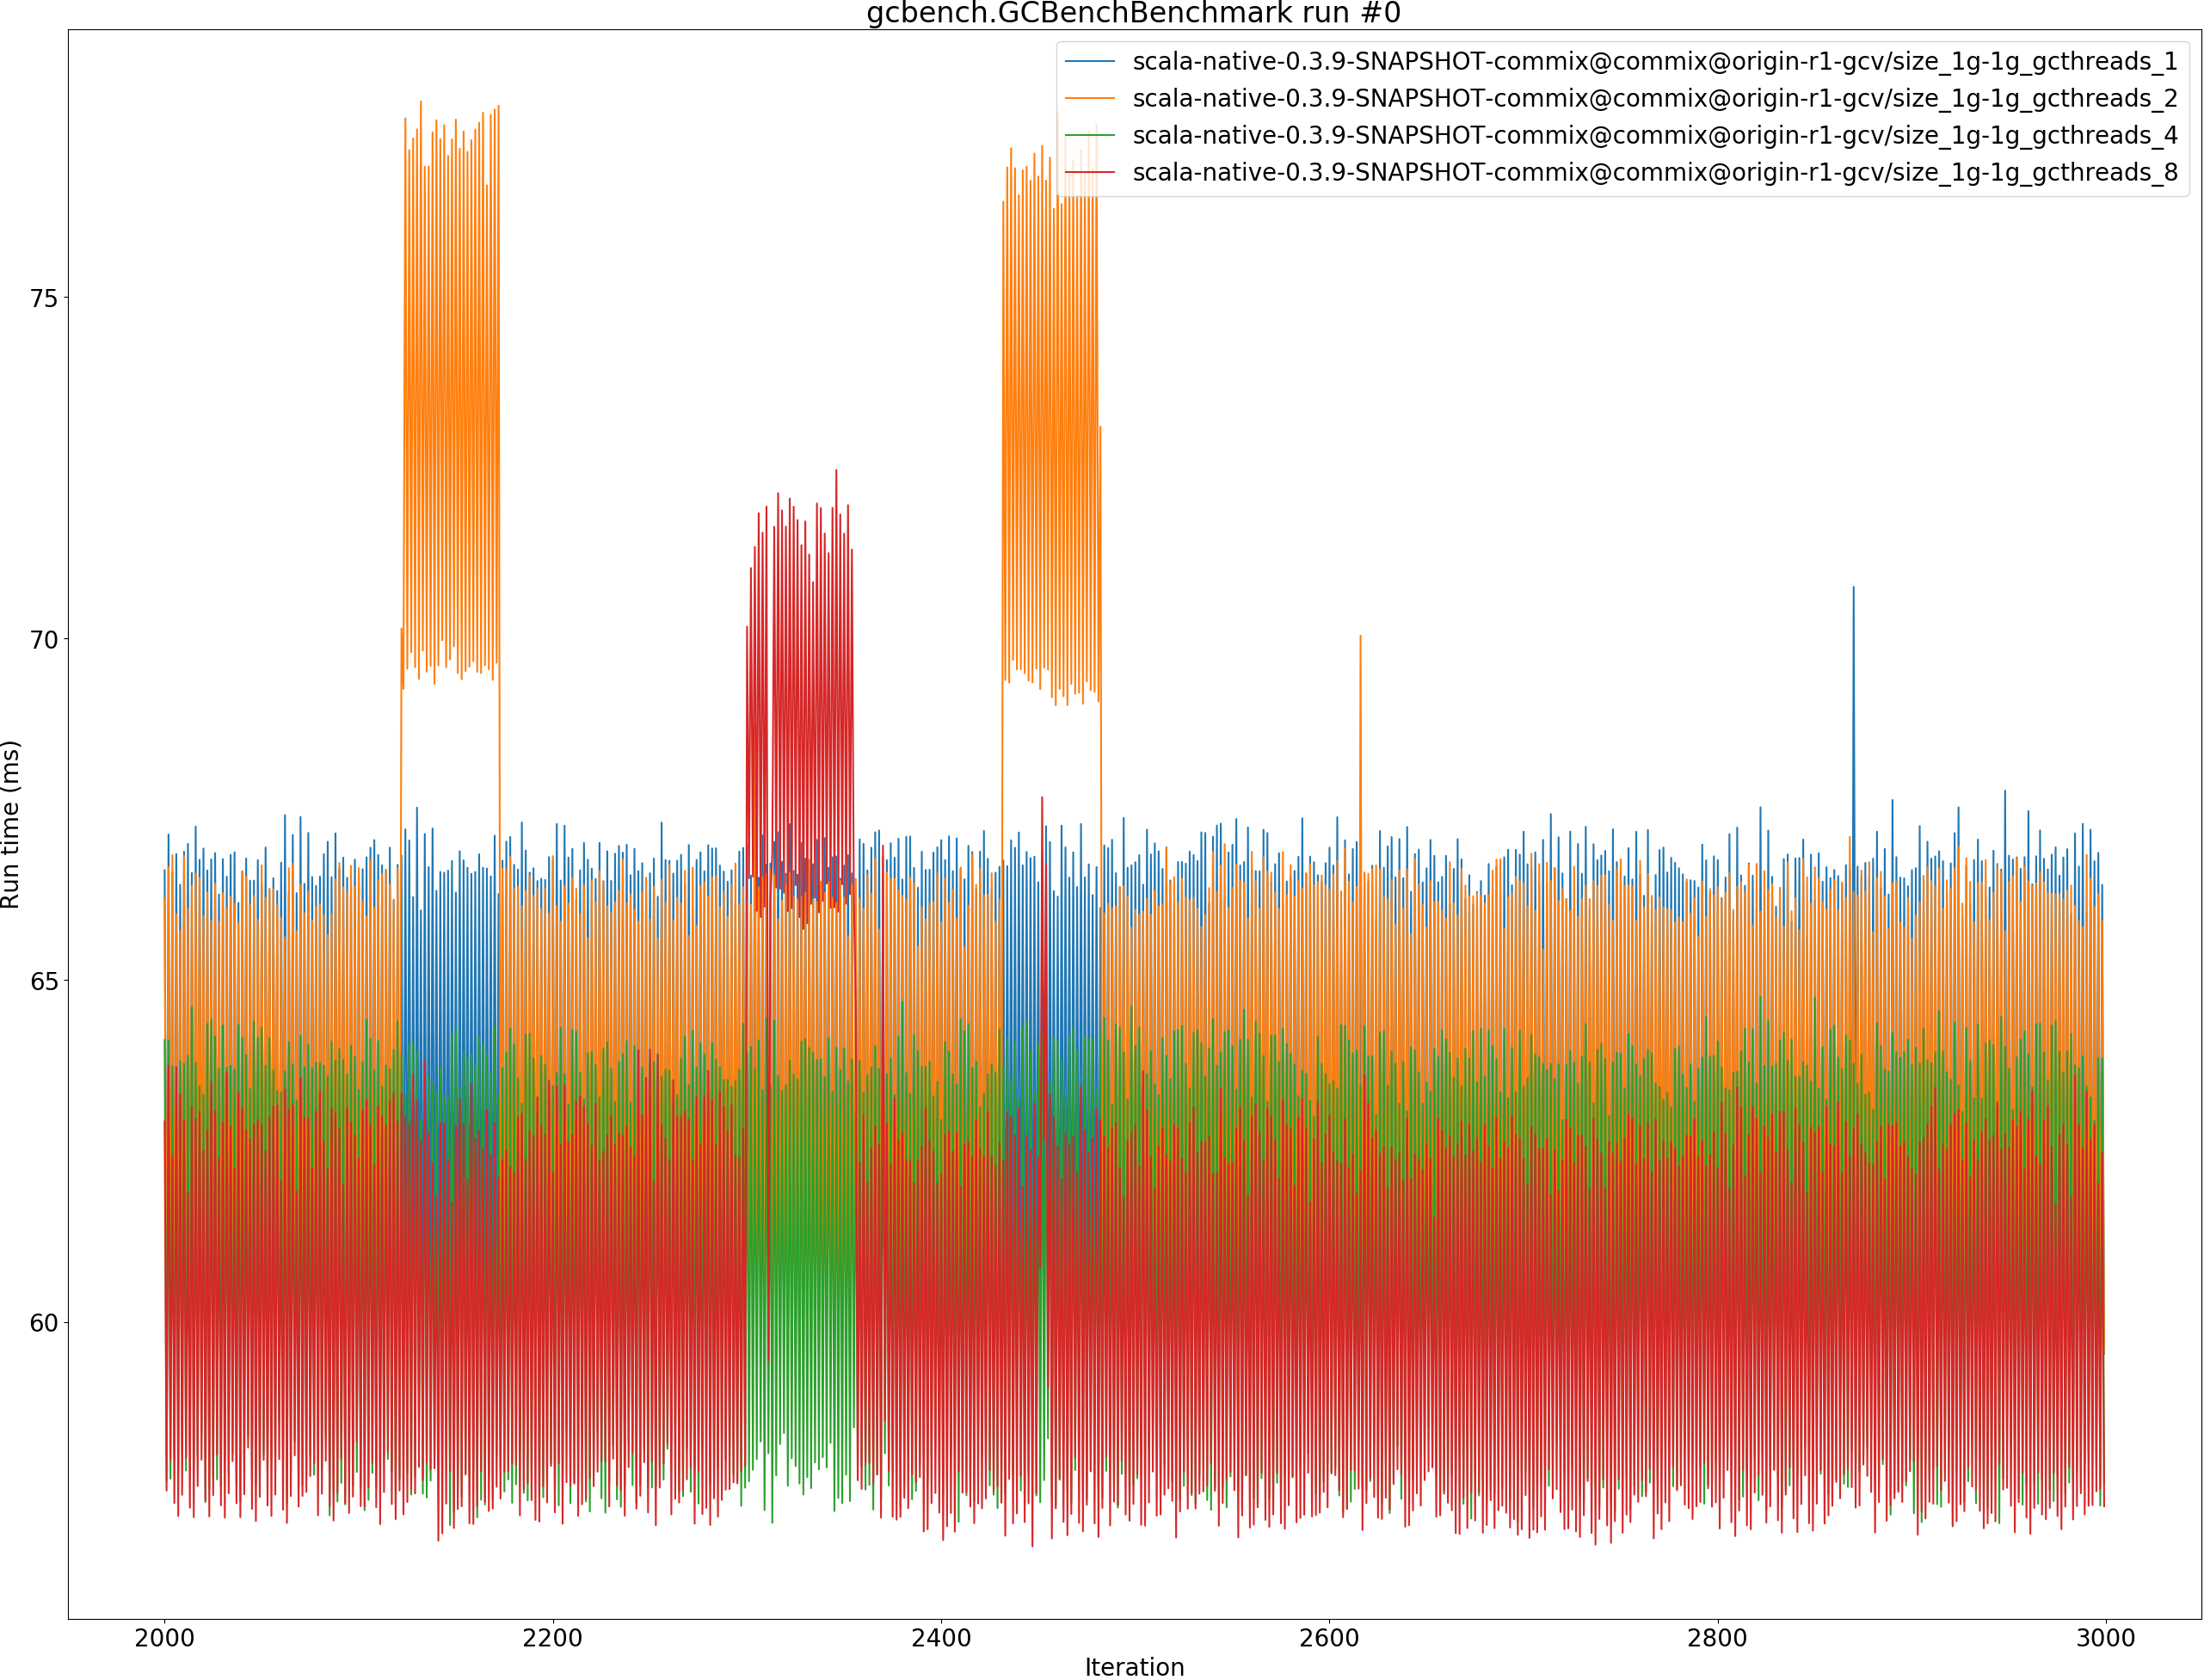 gcbench.GCBenchBenchmark run #0
scala-native-0.3.9-SNAPSHOT-commix@commix@origin-r1-gcv/size_1g-1g_gcthreads_1
scala-native-0.3.9-SNAPSHOT-commix@commix@origin-r1-gcv/size_1g-1g_gcthreads_2
scala-native-0.3.9-SNAPSHOT-commix@commix@origin-r1-gcv/size_1g-1g_gcthreads_4
scala-native-0.3.9-SNAPSHOT-commix@commix@origin-r1-gcv/size_1g-1g_gcthreads_8
Run time (ms)
75
70
65
60
2000 2200 2400 2600 2800 3000
Iteration